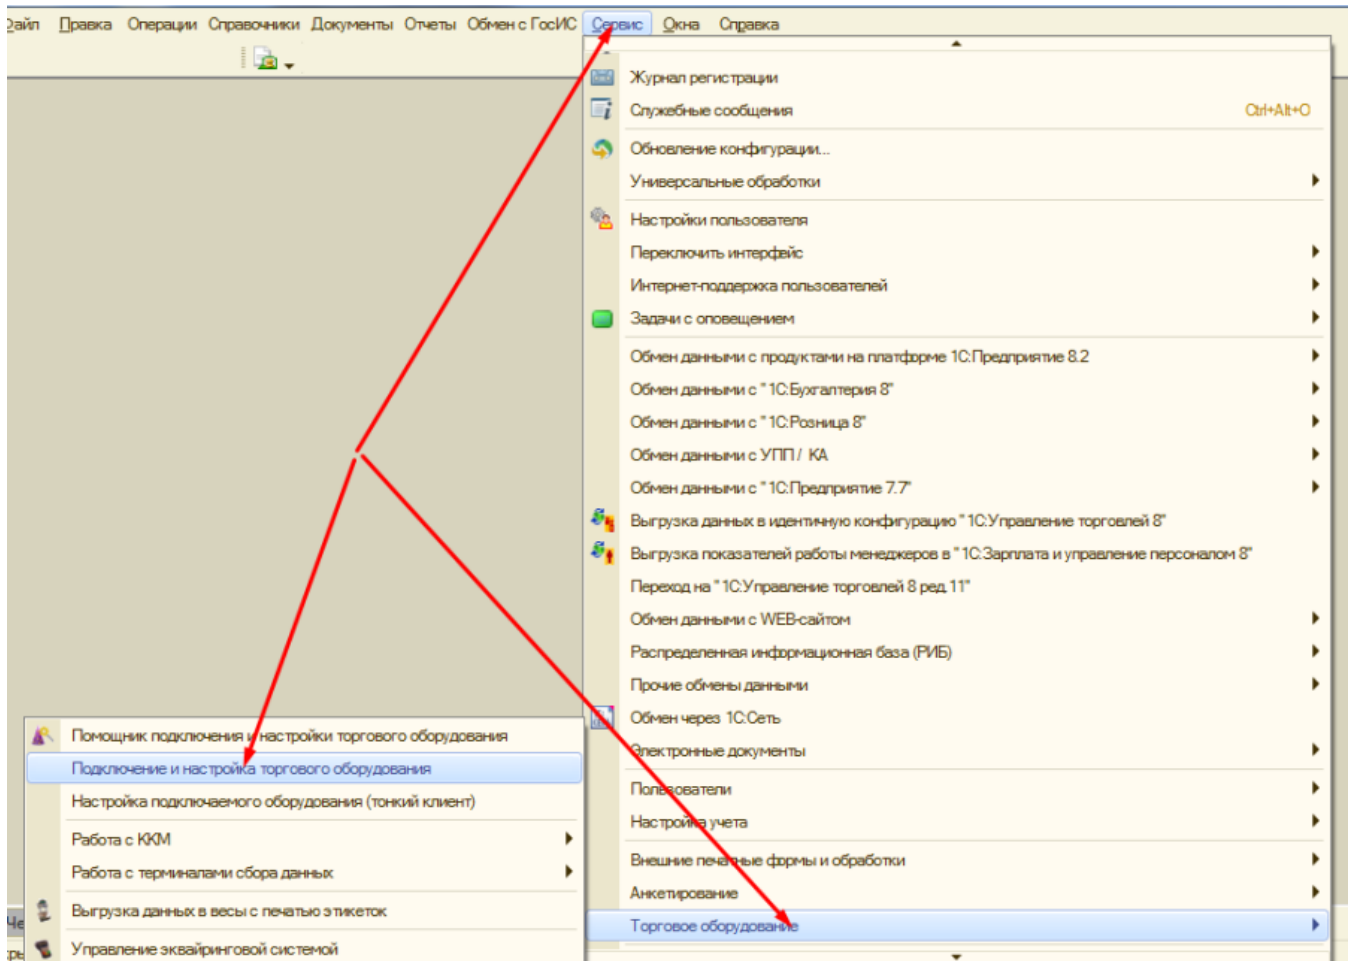 Файл Правка Операции Справочники Документы Отчеты Обмен с ГосИС Сервис Окна Справка
Журнал регистрации
Служебные сообщения Ctrl+Alt+O
Обновление конфигурации...
Универсальные обработки
Настройки пользователя
Переключить интерфейс
Интернет-поддержка пользователей
Задачи с оповещением
Обмен данными с продуктами на платформе 1С:Предприятие 8.2
Обмен данными с "1С:Бухгалтерия 8"
Обмен данными с "1С:Розница 8"
Обмен данными с УПП / КА
Обмен данными с "1С:Предприятие 7.7"
Выгрузка данных в идентичную конфигурацию "1С:Управление торговлей 8"
Выгрузка показателей работы менеджеров в "1С:Зарплата и управление персоналом 8"
Переход на "1С:Управление торговлей 8 ред.11"
Обмен данными с WEB-сайтом
Распределенная информационная база (РИБ)
Прочие обмены данными
Обмен через 1С:Сеть
Электронные документы
Пользователи
Настройка учета
Внешние печатные формы и обработки
Анкетирование
Торговое оборудование
Помощник подключения и настройки торгового оборудования
Подключение и настройка торгового оборудования
Настройка подключаемого оборудования (тонкий клиент)
Работа с ККМ
Работа с терминалами сбора данных
Выгрузка данных в весы с печатью этикеток
Управление эквайринговой системой